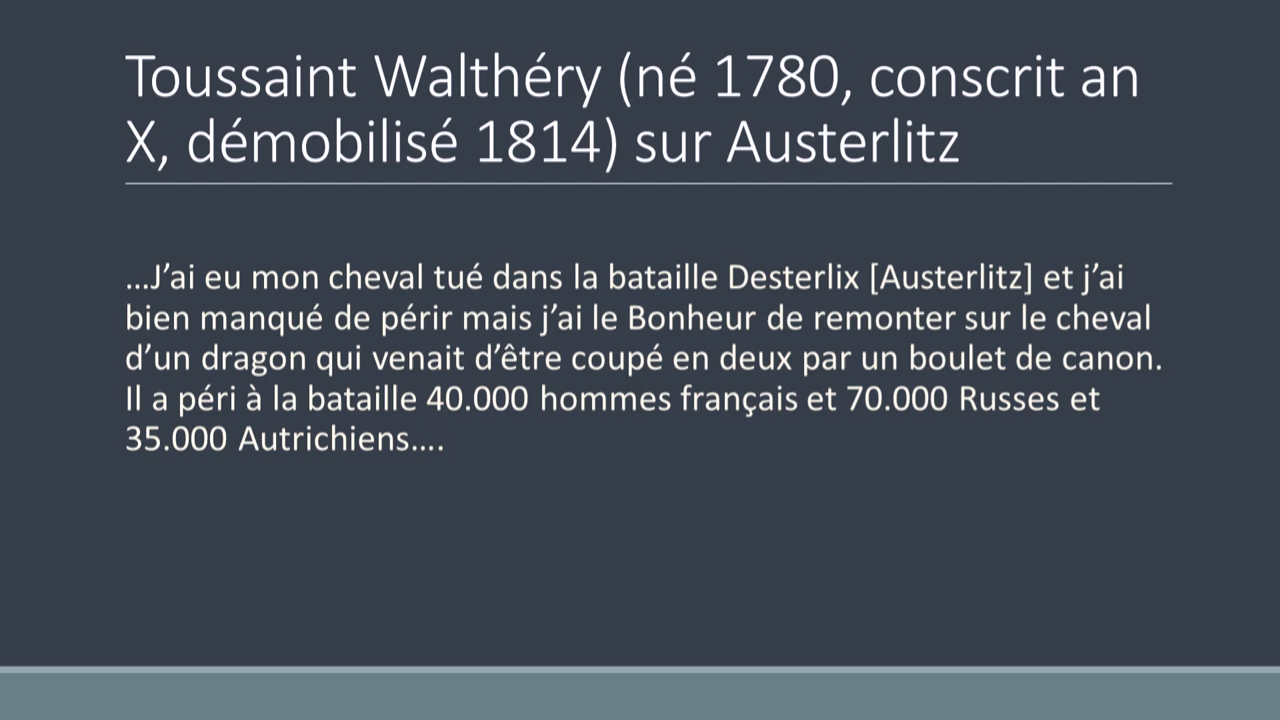 Toussaint Walthéry (né 1780, conscrit an
X, démobilisé 1814) sur Austerlitz
...J’ai eu mon cheval tué dans la bataille Desterlix [Austerlitz] et j’ai
bien manqué de périr mais j’ai le Bonheur de remonter sur le cheval
d’un dragon qui venait d’être coupé en deux par un boulet de canon.
Il a péri à la bataille 40.000 hommes français et 70.000 Russes et
35.000 Autrichiens....